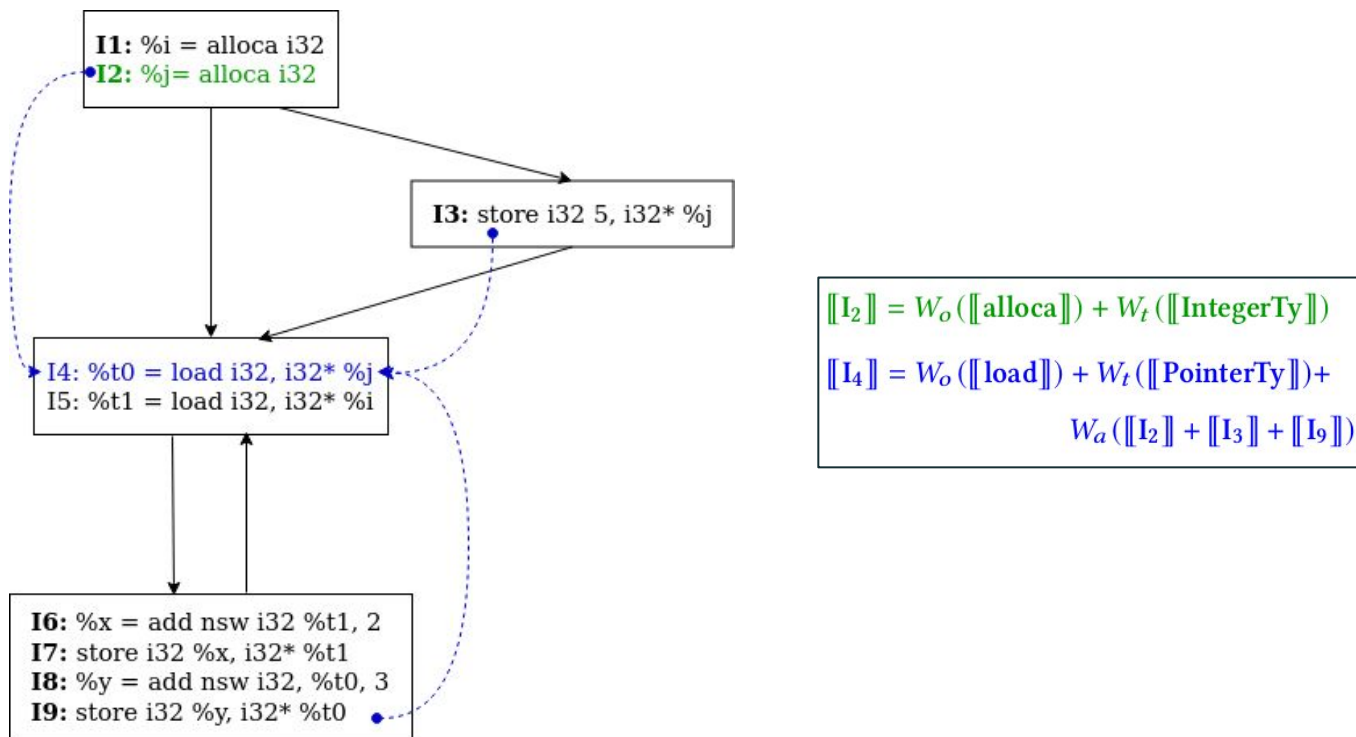 I1: %i = alloca i32
I2: %j= alloca i32
I3: store i32 5, i32* %j
I4: %t0 = load i32, i32* %j
I5: %t1 = load i32, i32* %i
I6: %x = add nsw i32 %t1, 2
I7: store i32 %x, i32* %t1
I8: %y = add nsw i32, %t0, 3
I9: store i32 %y, i32* %t0
⟦I₂⟧ = Wₒ(⟦alloca⟧) + Wₜ(⟦IntegerTy⟧)
⟦I₄⟧ = Wₒ(⟦load⟧) + Wₜ(⟦PointerTy⟧)+
Wₐ(⟦I₂⟧ + ⟦I₃⟧ + ⟦I₉⟧)